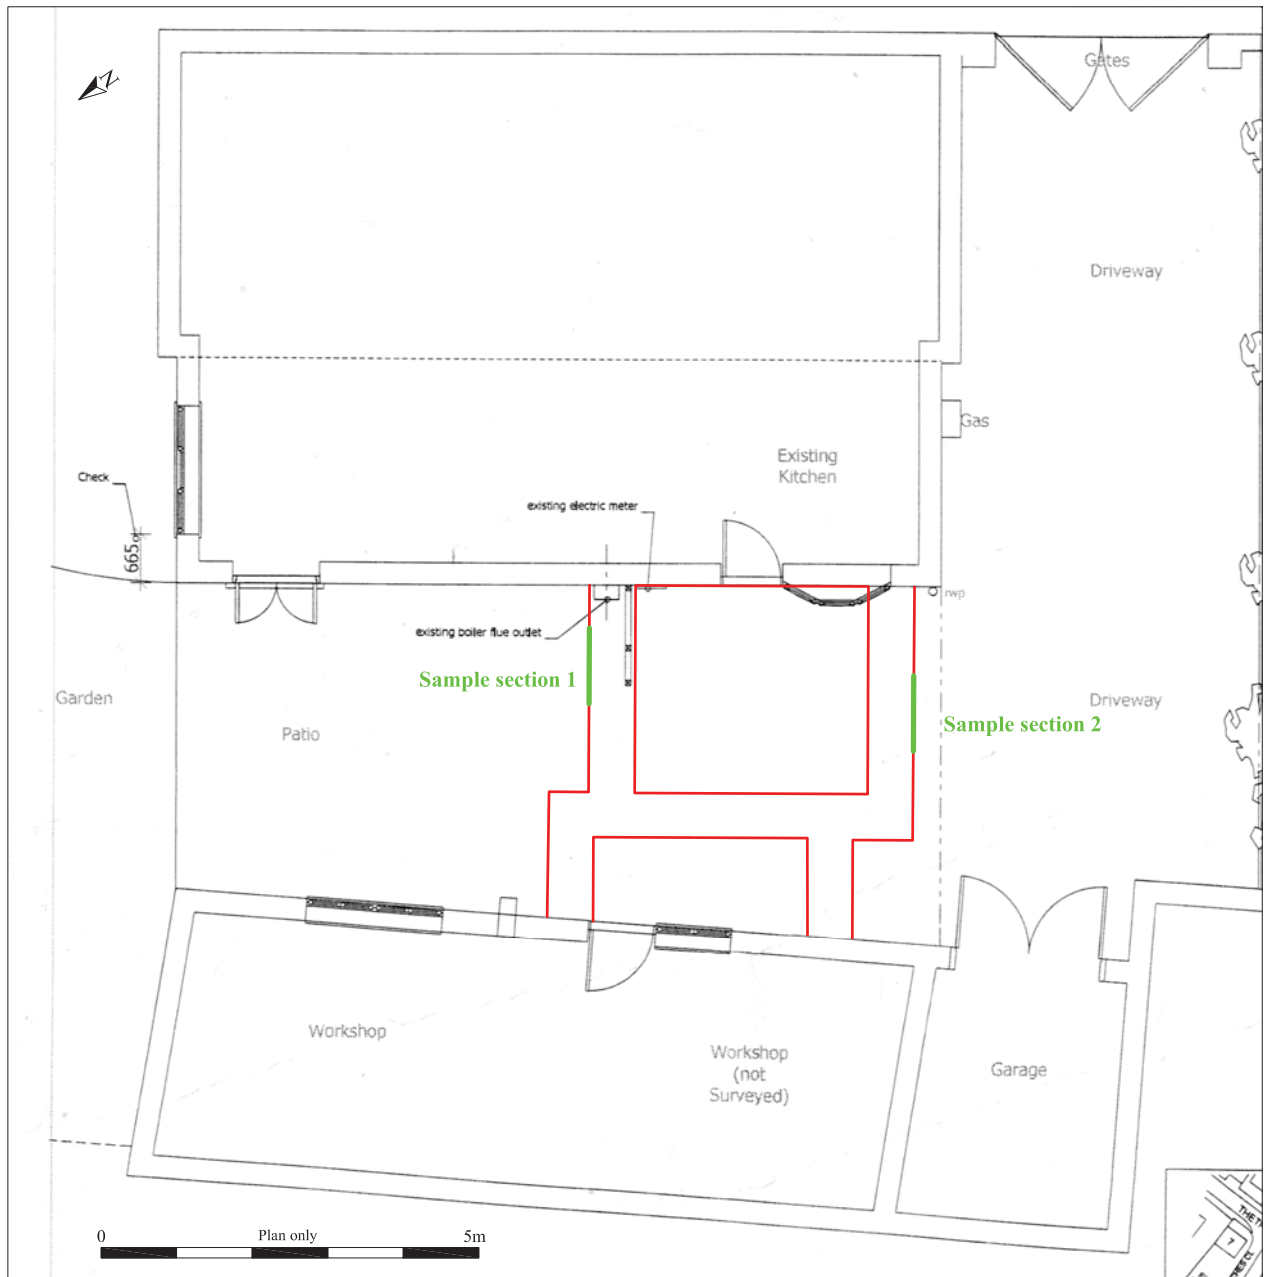 N
Gates
Driveway
Gas
Existing
Kitchen
Check
existing electric meter
665
rwp
existing boiler flue outlet
Sample section 1
Garden
Driveway
Sample section 2
Patio
Workshop
Workshop
(not
Surveyed)
Garage
0
Plan only
5m
7